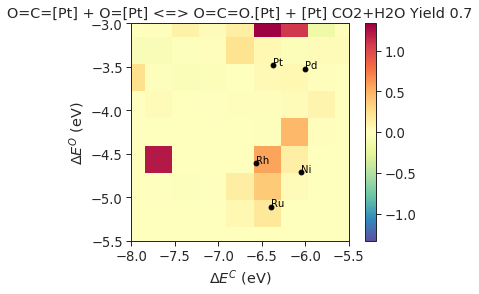 O=C=[Pt] + O=[Pt] <=> O=C=O.[Pt] + [Pt] CO2+H2O Yield 0.7
−3.0
−3.5
−4.0
−4.5
−5.0
−5.5
ΔE^O (eV)
Pt
Pd
Rh
Ni
Ru
−8.0 −7.5 −7.0 −6.5 −6.0 −5.5
ΔE^C (eV)
1.0
0.5
0.0
−0.5
−1.0